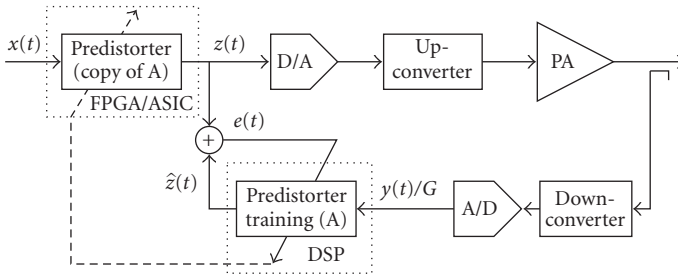 x(t)
Predistorter
(copy of A)
FPGA/ASIC
z(t)
D/A
Up-
converter
PA
+
e(t)
ẑ(t)
Predistorter
training (A)
DSP
y(t)/G
A/D
Down-
converter